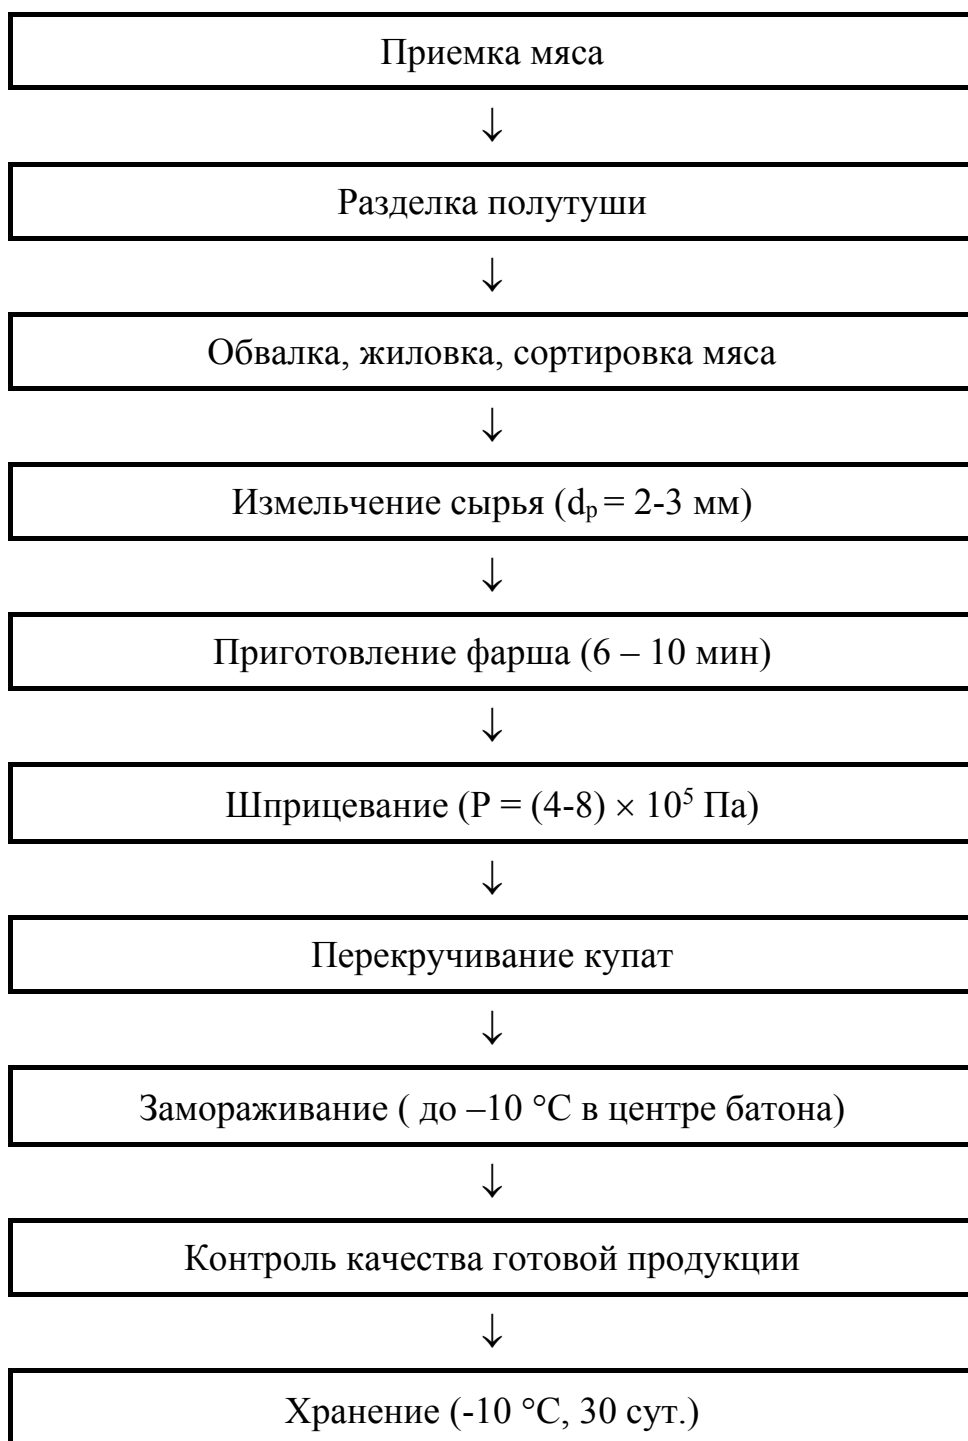 Приемка мяса
↓
Разделка полутуши
↓
Обвалка, жиловка, сортировка мяса
↓
Измельчение сырья (dр = 2-3 мм)
↓
Приготовление фарша (6 – 10 мин)
↓
Шприцевание (Р = (4-8) × 10⁵ Па)
↓
Перекручивание купат
↓
Замораживание ( до –10 °С в центре батона)
↓
Контроль качества готовой продукции
↓
Хранение (-10 °С, 30 сут.)